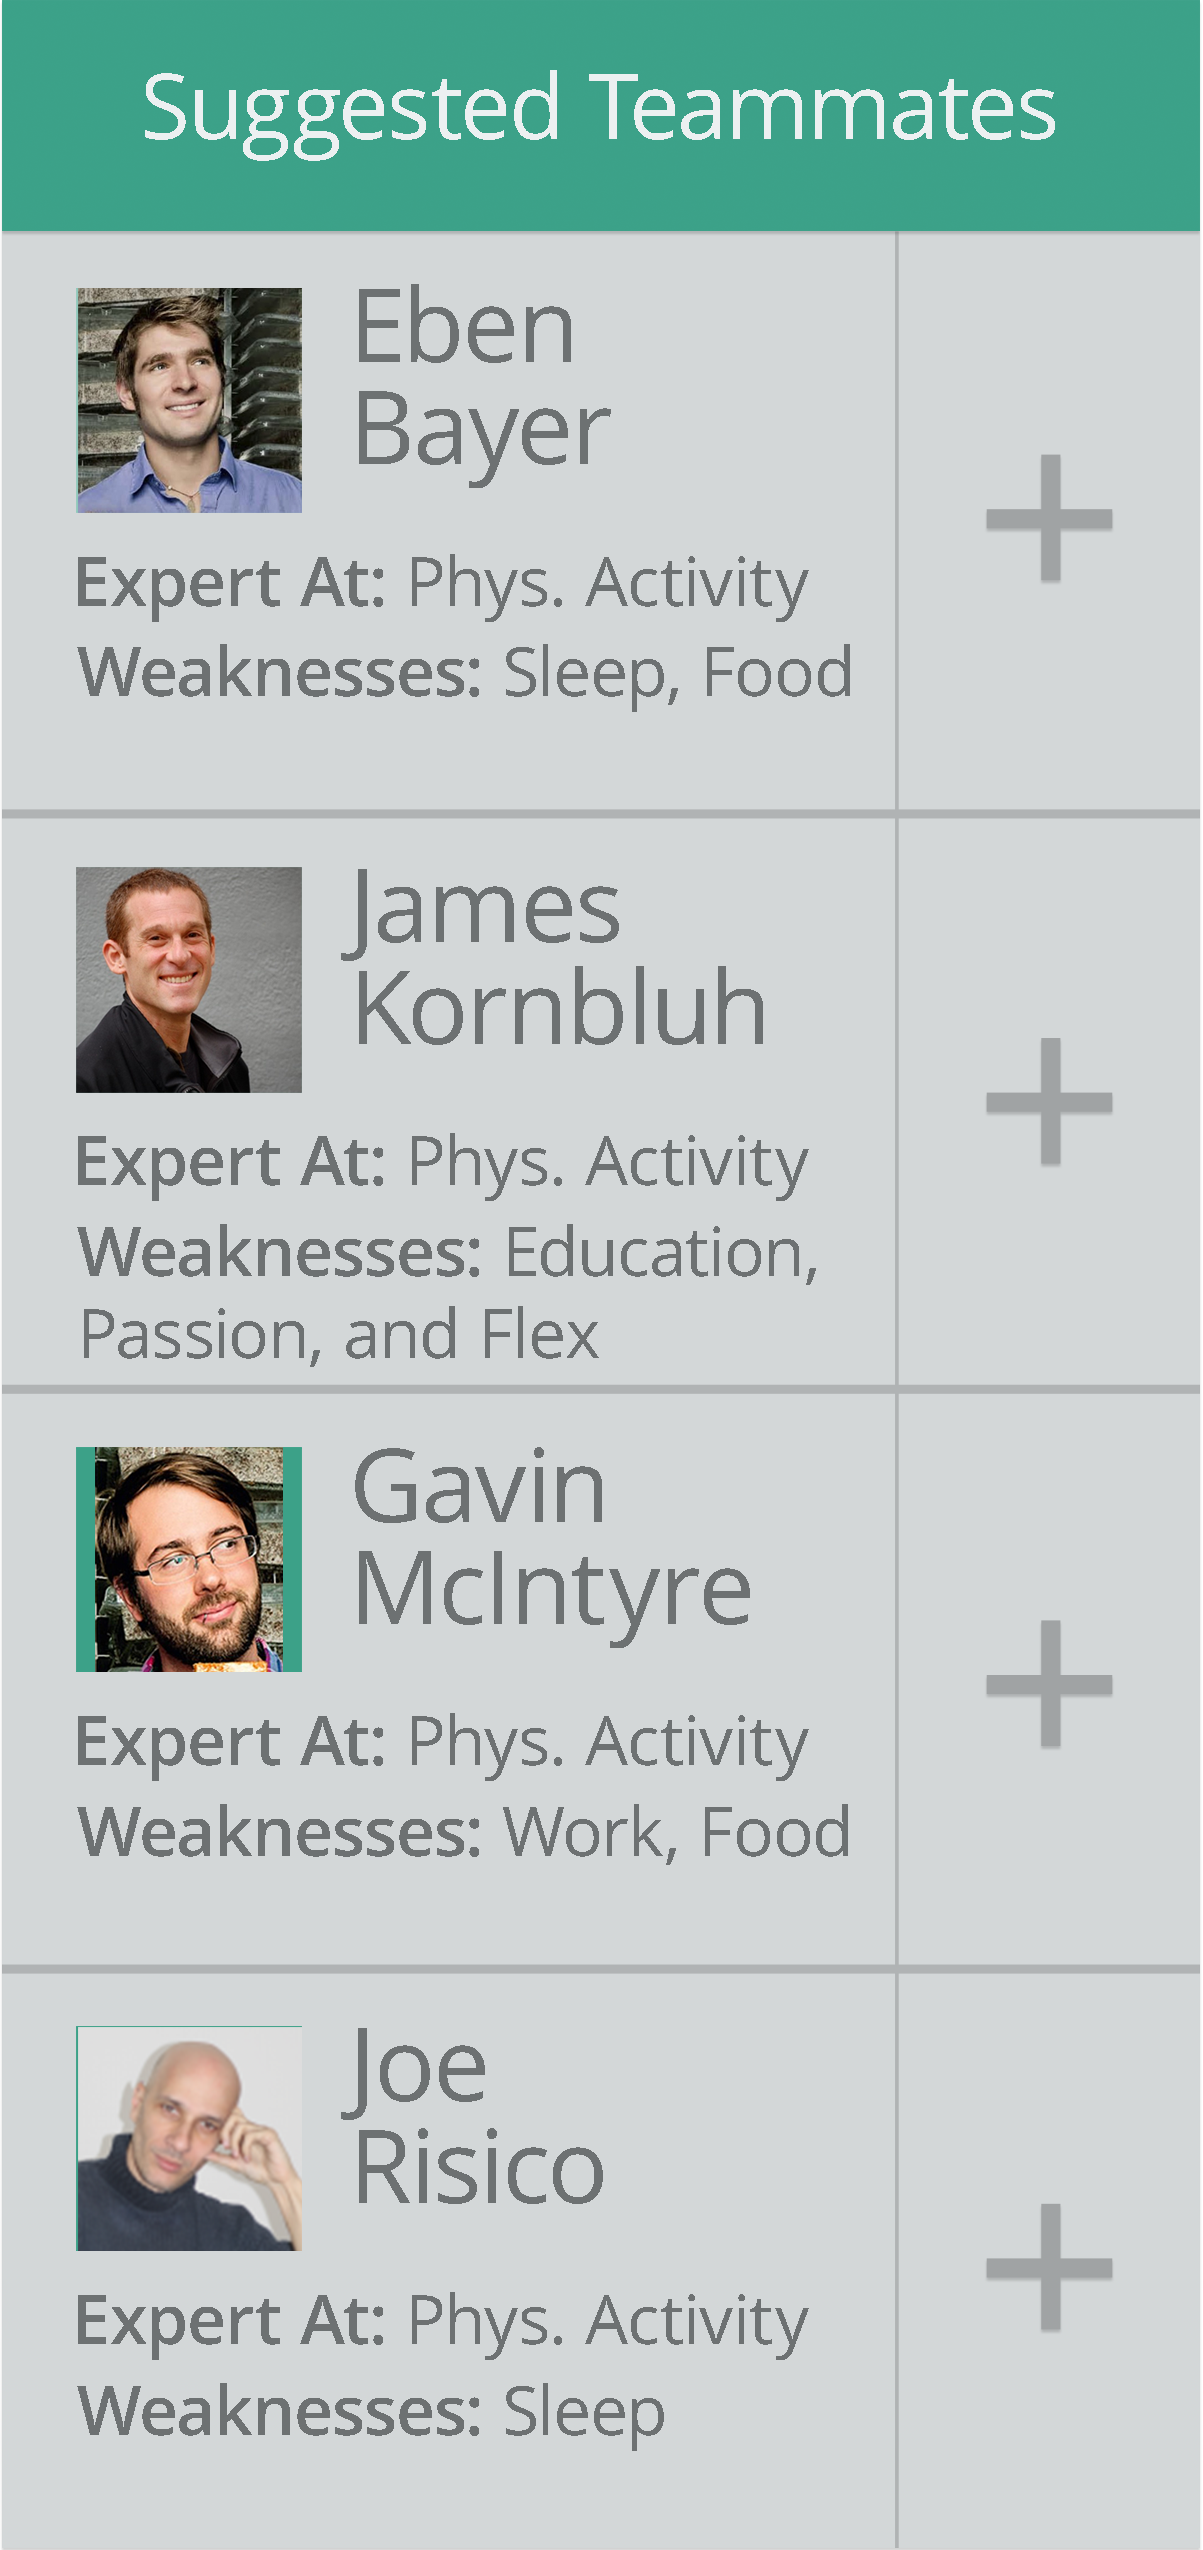 Suggested Teammates
Eben
Bayer
Expert At: Phys. Activity
Weaknesses: Sleep, Food
James
Kornbluh
Expert At: Phys. Activity
Weaknesses: Education,
Passion, and Flex
Gavin
McIntyre
Expert At: Phys. Activity
Weaknesses: Work, Food
Joe
Risico
Expert At: Phys. Activity
Weaknesses: Sleep